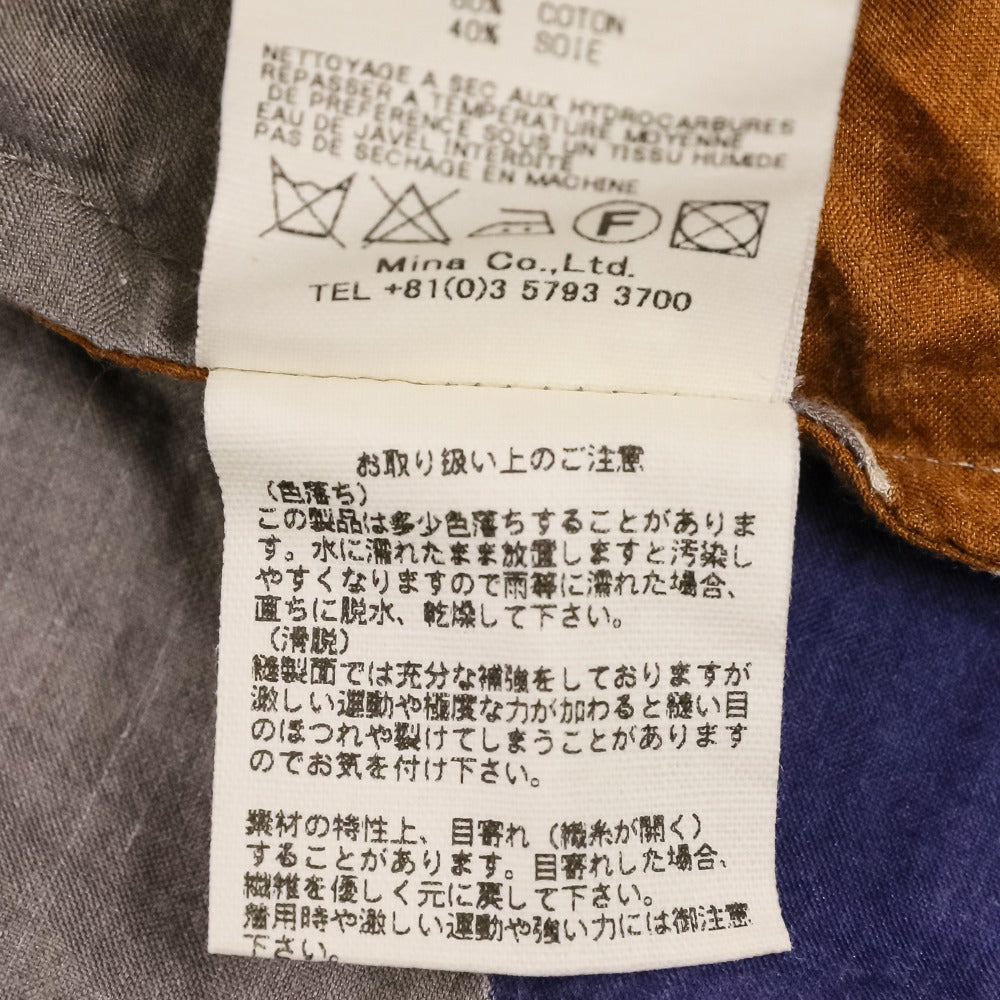 60% COTON
40% SOIE
NETTOYAGE A SEC AUX HYDROCARBURES
REPASSER A TEMPERATURE MOYENNE
DE PREFERENCE SOUS UN TISSU HUMIDE
EAU DE JAVEL INTERDITE
PAS DE SECHAGE EN MACHINE
F
Mina Co.,Ltd.
TEL +81(0)3 5793 3700
お取り扱い上のご注意
（色落ち）
この製品は多少色落ちすることがありま
す。水に濡れたまま放置しますと汚染し
やすくなりますので雨等に濡れた場合、
直ちに脱水、乾燥して下さい。
（滑脱）
縫製面では充分な補強をしておりますが
激しい運動や極度な力が加わると縫い目
のほつれや裂けてしまうことがあります
のでお気を付け下さい。
素材の特性上、目寄れ（織糸が開く）
することがあります。目寄れした場合、
繊維を優しく元に戻して下さい。
着用時や激しい運動や強い力には御注意
下さい。